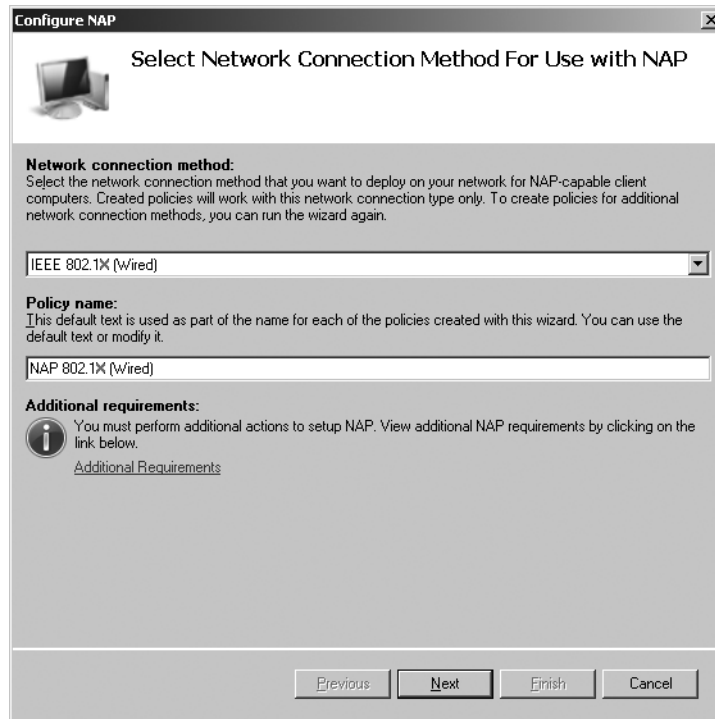 Configure NAP
Select Network Connection Method For Use with NAP
Network connection method:
Select the network connection method that you want to deploy on your network for NAP-capable client
computers. Created policies will work with this network connection type only. To create policies for additional
network connection methods, you can run the wizard again.
IEEE 802.1X (Wired)
Policy name:
This default text is used as part of the name for each of the policies created with this wizard. You can use the
default text or modify it.
NAP 802.1X (Wired)
Additional requirements:
You must perform additional actions to setup NAP. View additional NAP requirements by clicking on the
link below.
Additional Requirements
Previous Next Finish Cancel